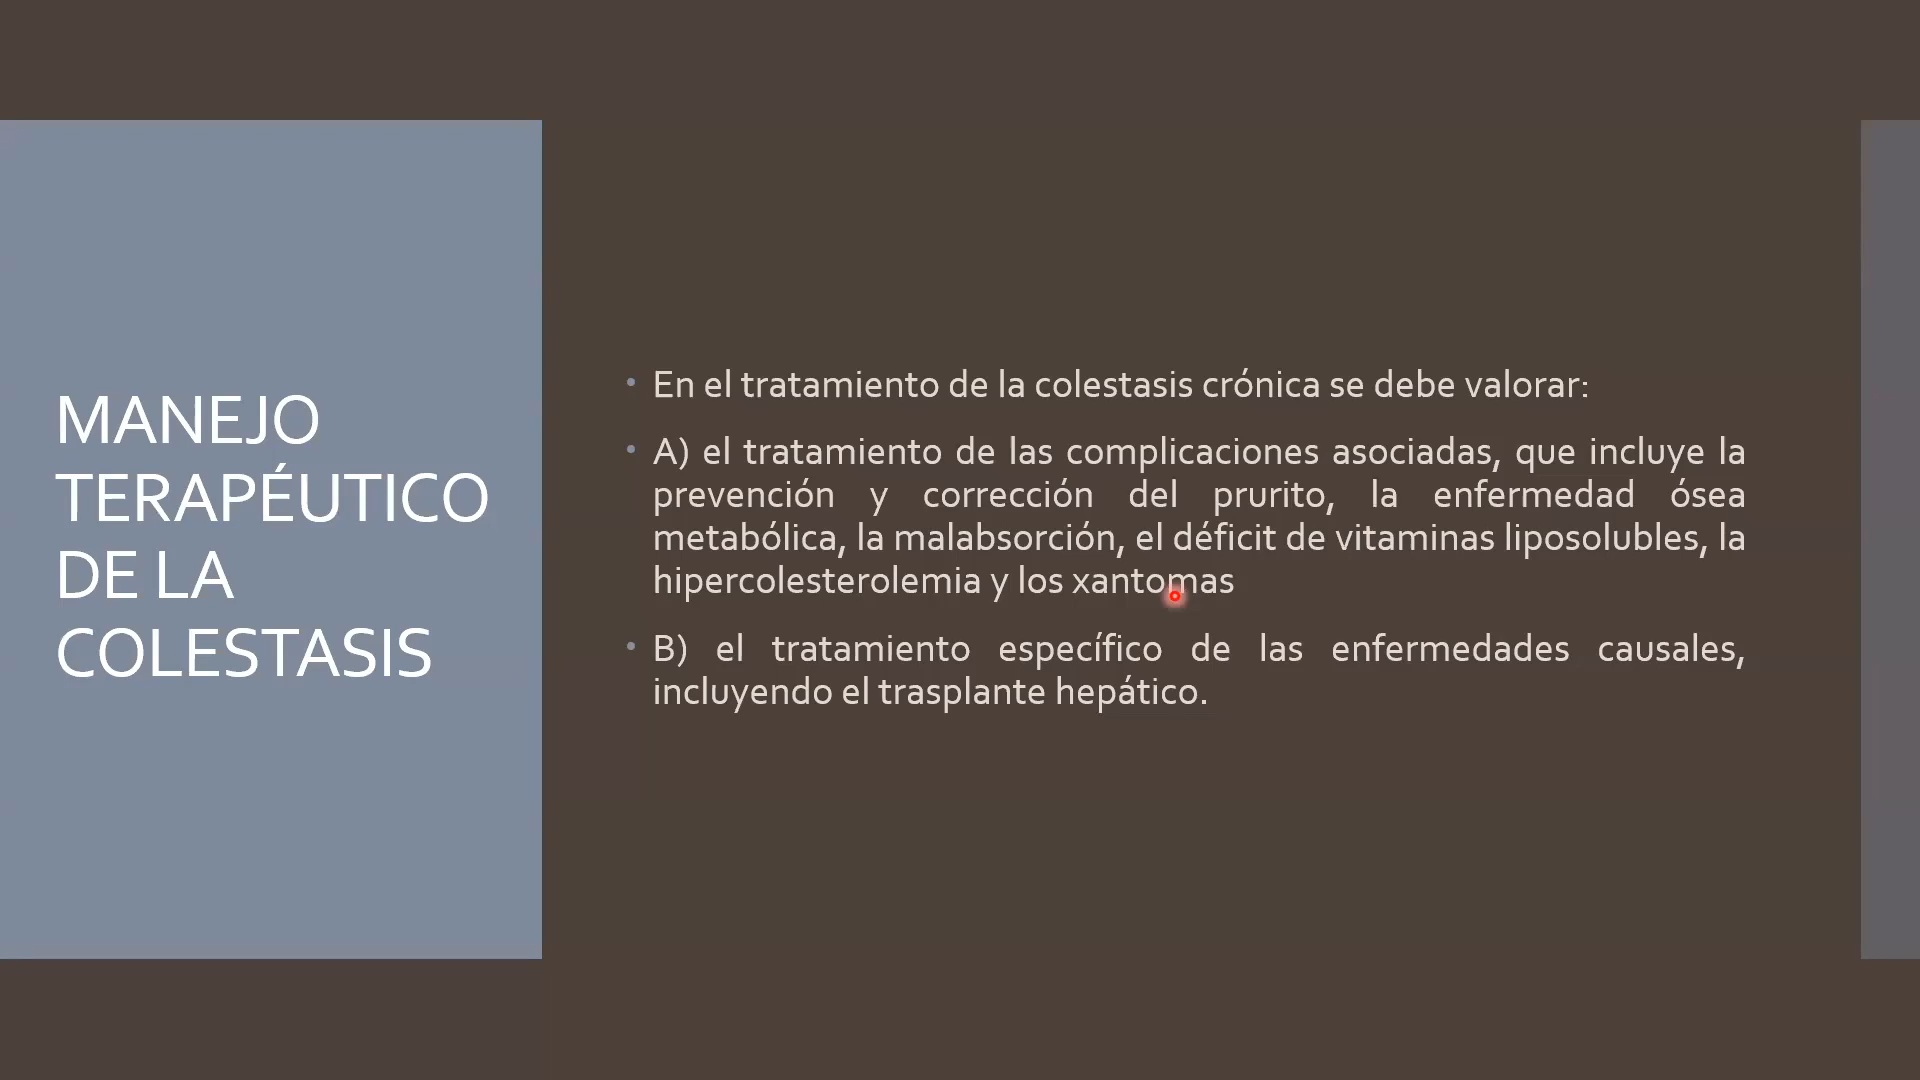 MANEJO
TERAPÉUTICO
DE LA
COLESTASIS
• En el tratamiento de la colestasis crónica se debe valorar:
• A) el tratamiento de las complicaciones asociadas, que incluye la
prevención y corrección del prurito, la enfermedad ósea
metabólica, la malabsorción, el déficit de vitaminas liposolubles, la
hipercolesterolemia y los xantomas
• B) el tratamiento específico de las enfermedades causales,
incluyendo el trasplante hepático.